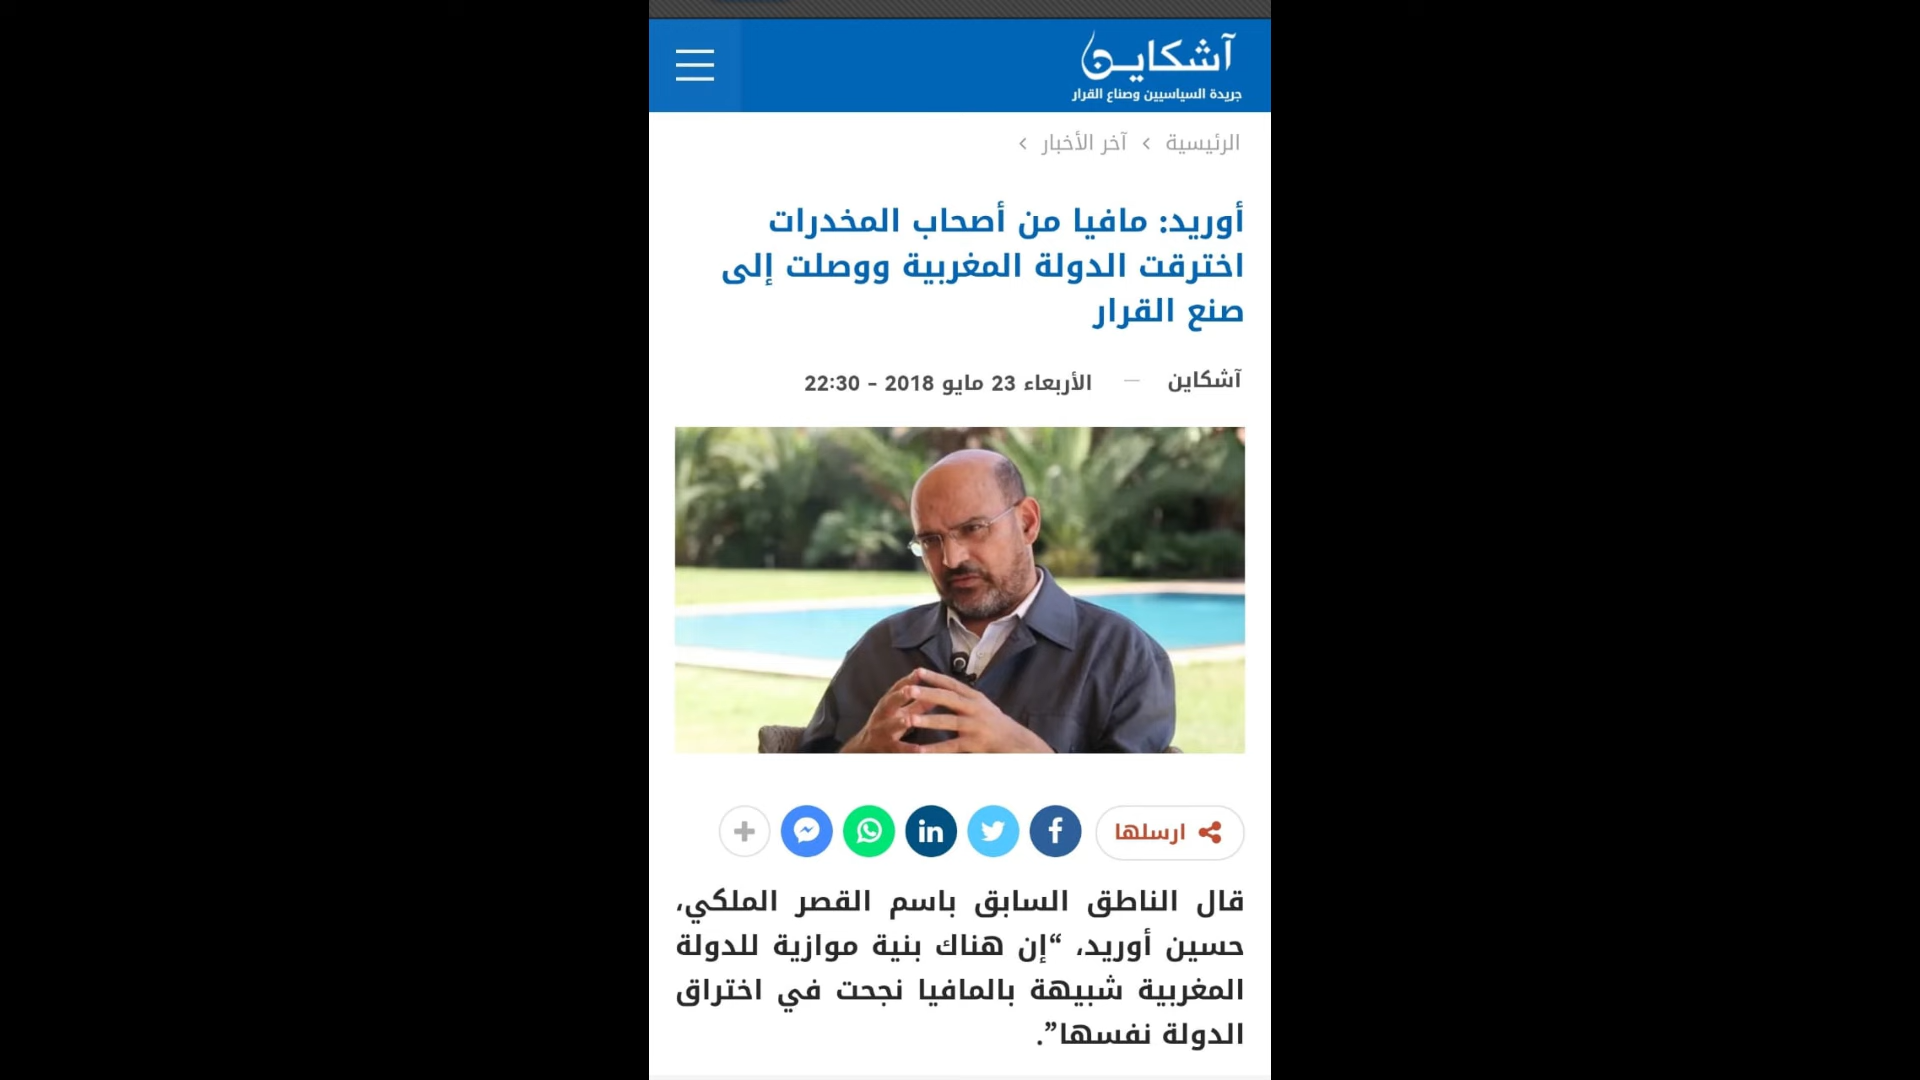 آشكاين
جريدة السياسيين وصناع القرار
الرئيسية › آخر الأخبار ›
أوريد: مافيا من أصحاب المخدرات
اخترقت الدولة المغربية ووصلت إلى
صنع القرار
آشكاين — الأربعاء 23 مايو 2018 - 22:30
ارسلها
قال الناطق السابق باسم القصر الملكي،
حسين أوريد، “إن هناك بنية موازية للدولة
المغربية شبيهة بالمافيا نجحت في اختراق
الدولة نفسها”.